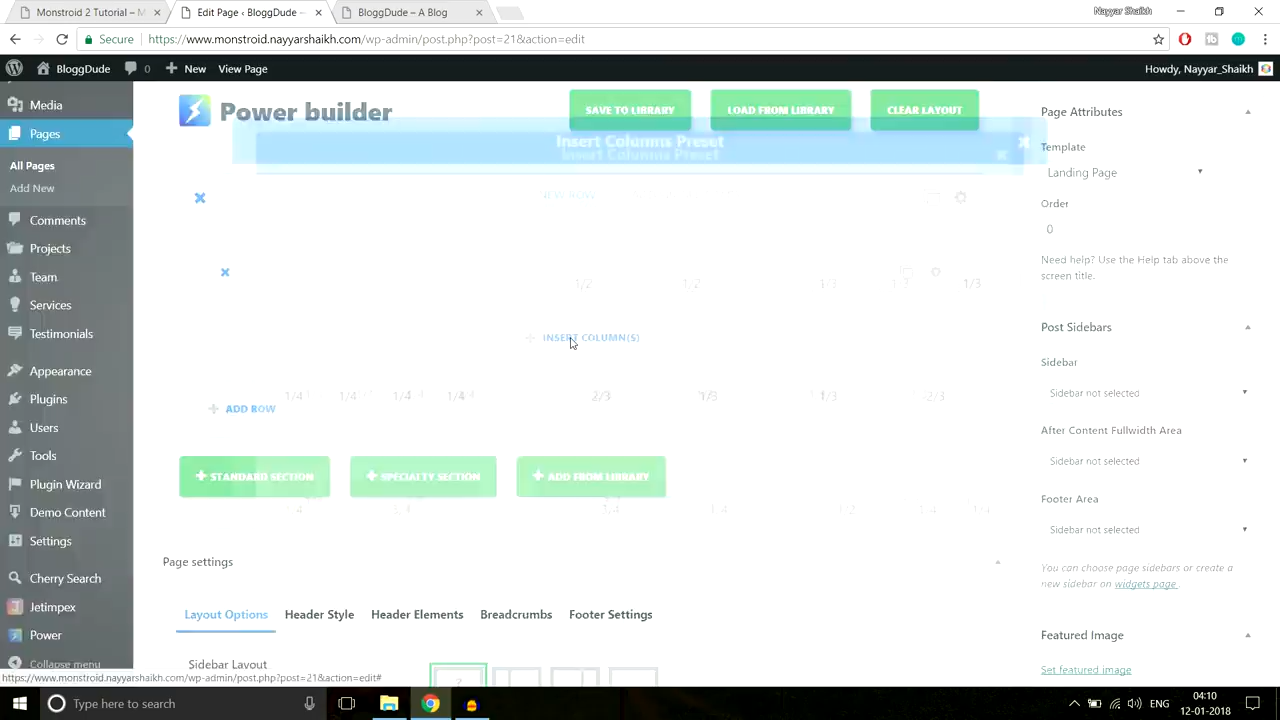 Monstroid 2 Tutorial – M
Edit Page ‹ BloggDude —
BloggDude – A Blog
Nayyar Shaikh
Secure
https://www.monstroid.nayyarshaikh.com/wp-admin/post.php?post=21&action=edit
BloggDude
0
New
View Page
Howdy, Nayyar_Shaikh
Media
Pages
All Pages
Add New
Comments
Projects
Team
Services
Testimonials
Appearance
Plugins
Users
Tools
Plugin Wizard
Demo Content
Settings
Cherry Search
Jetimpex
Power
Collapse menu
Power builder
SAVE TO LIBRARY
LOAD FROM LIBRARY
CLEAR LAYOUT
Insert Columns Preset
Insert Columns Preset
NEW ROW
1/2
1/2
1/3
1/3
1/3
INSERT COLUMN(S)
1/4
1/4
1/4
1/4
2/3
1/3
1/3
2/3
ADD ROW
STANDARD SECTION
SPECIALTY SECTION
ADD FROM LIBRARY
Page settings
Layout Options
Header Style
Header Elements
Breadcrumbs
Footer Settings
Sidebar Layout
?
Page Attributes
Template
Landing Page
Order
0
Need help? Use the Help tab above the
screen title.
Post Sidebars
Sidebar
Sidebar not selected
After Content Fullwidth Area
Sidebar not selected
Footer Area
Sidebar not selected
You can choose page sidebars or create a
new sidebar on widgets page .
Featured Image
Set featured image
https://www.monstroid.nayyarshaikh.com/wp-admin/post.php?post=21&action=edit#
Type here to search
ENG
04:10
12-01-2018